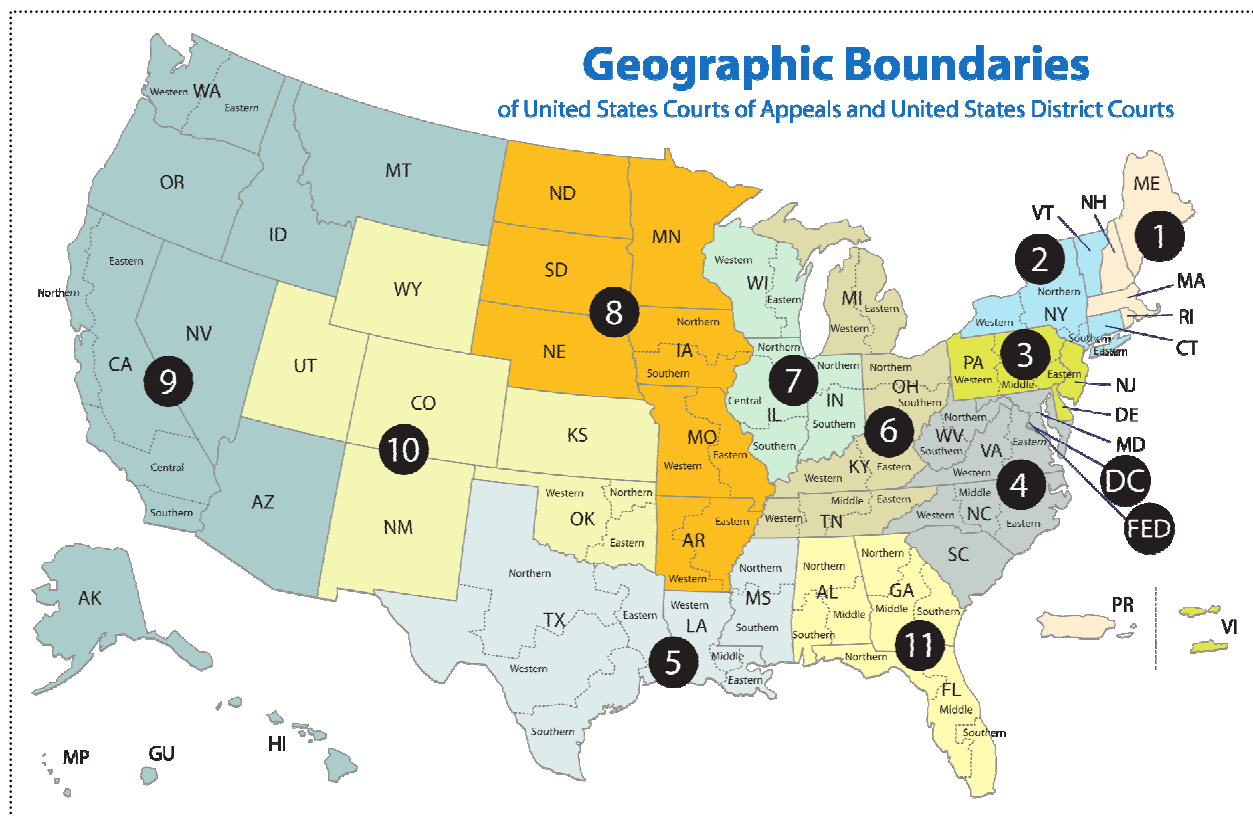 Geographic Boundaries
of United States Courts of Appeals and United States District Courts
Western
WA
Eastern
OR
ID
MT
ND
SD
NE
MN
8
Northern
IA
Southern
MO
Eastern
Western
AR
Eastern
Western
Northern
Eastern
CA
NV
9
Central
Southern
AZ
WY
UT
CO
10
KS
NM
Western
Northern
OK
Eastern
Western
WI
Eastern
7
Northern
Central
IL
Southern
Northern
IN
Southern
MI
Western
Eastern
Northern
OH
Southern
6
KY
Western
Eastern
Western
Middle
Eastern
TN
ME
1
NH
VT
2
Northern
Western
NY
Southern
Eastern
MA
RI
CT
3
PA
Western
Middle
Eastern
NJ
DE
MD
DC
FED
Northern
WV
Southern
VA
Eastern
Western
4
Western
Middle
NC
Eastern
SC
Northern
TX
Eastern
Western
Southern
5
Western
LA
Middle
Eastern
Northern
MS
Southern
Northern
AL
Middle
Southern
Northern
GA
Middle
Southern
11
Northern
FL
Middle
Southern
AK
MP
GU
HI
PR
VI